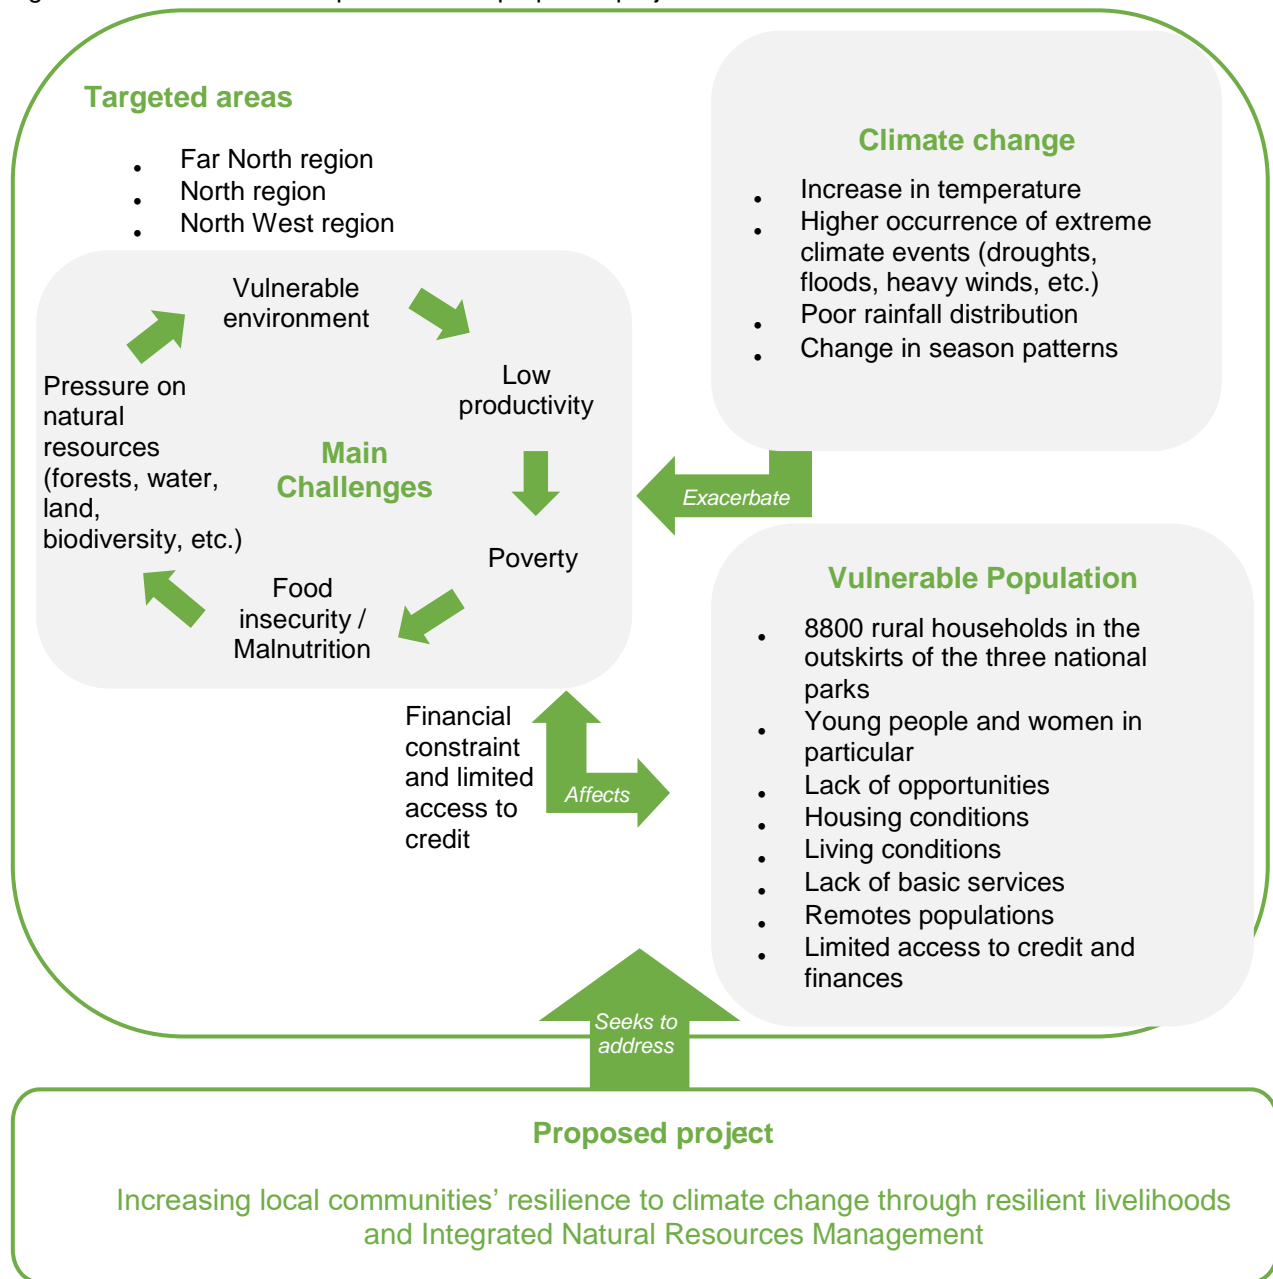 Targeted areas
• Far North region
• North region
• North West region
Climate change
• Increase in temperature
• Higher occurrence of extreme
climate events (droughts,
floods, heavy winds, etc.)
• Poor rainfall distribution
• Change in season patterns
Vulnerable
environment
Low
productivity
Pressure on
natural
resources
(forests, water,
land,
biodiversity, etc.)
Main
Challenges
Poverty
Food
insecurity /
Malnutrition
Exacerbate
Financial
constraint
and limited
access to
credit
Affects
Vulnerable Population
• 8800 rural households in the
outskirts of the three national
parks
• Young people and women in
particular
• Lack of opportunities
• Housing conditions
• Living conditions
• Lack of basic services
• Remotes populations
• Limited access to credit and
finances
Seeks to
address
Proposed project
Increasing local communities’ resilience to climate change through resilient livelihoods
and Integrated Natural Resources Management